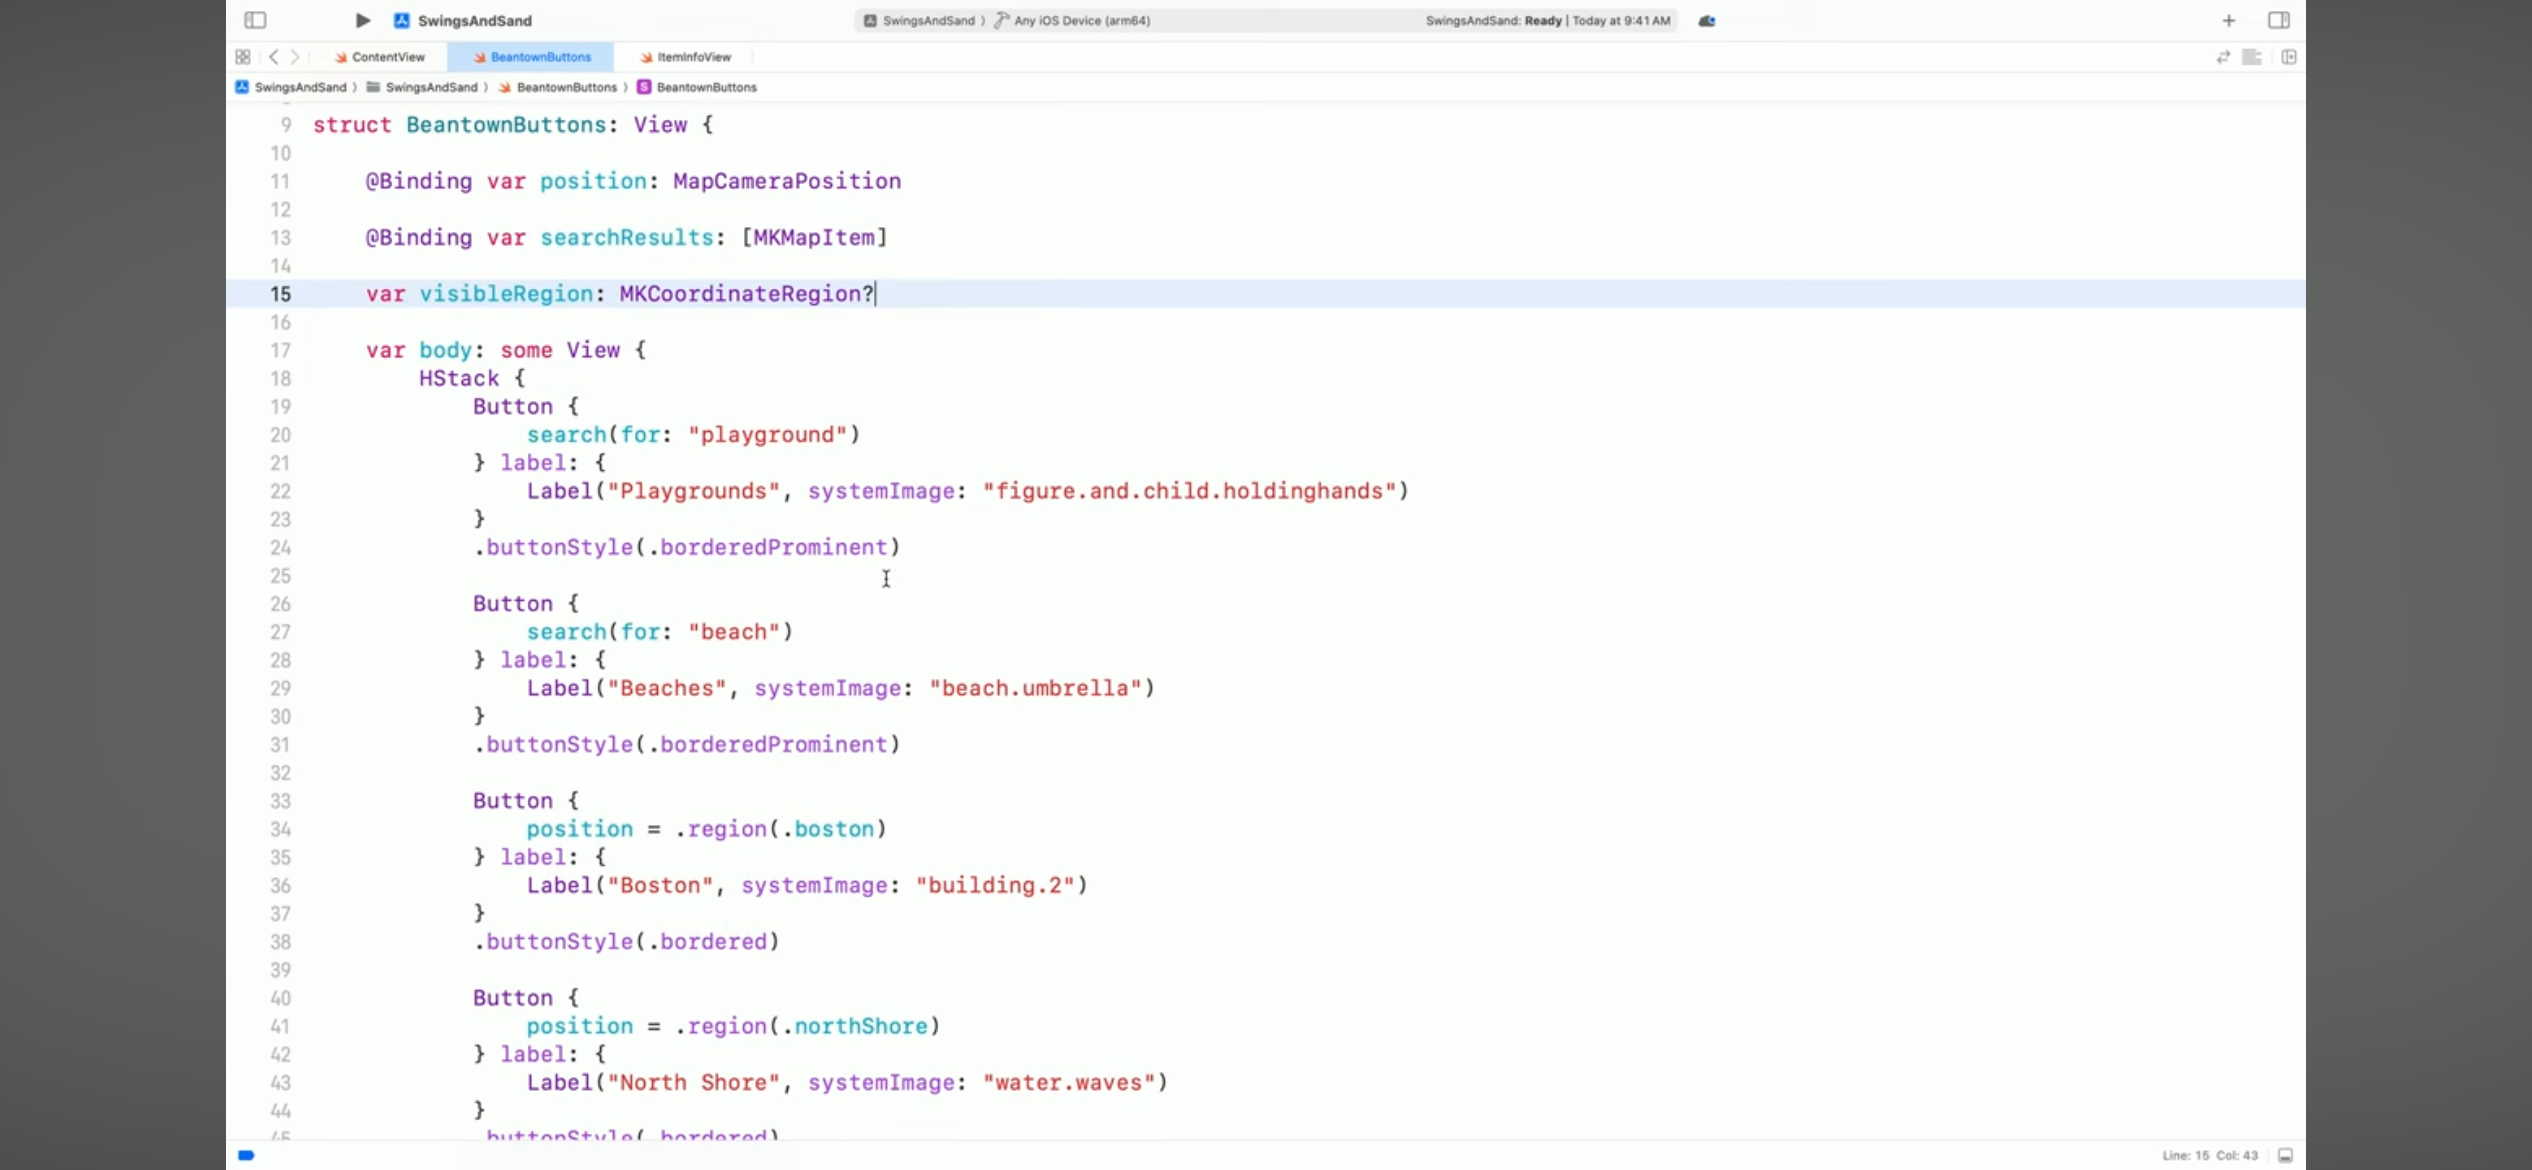 SwingsAndSand
SwingsAndSand 〉 Any iOS Device (arm64)
SwingsAndSand: Ready | Today at 9:41 AM
ContentView
BeantownButtons
ItemInfoView
SwingsAndSand 〉 SwingsAndSand 〉 BeantownButtons 〉 S BeantownButtons
9 struct BeantownButtons: View {
10
11 @Binding var position: MapCameraPosition
12
13 @Binding var searchResults: [MKMapItem]
14
15 var visibleRegion: MKCoordinateRegion?
16
17 var body: some View {
18 HStack {
19 Button {
20 search(for: "playground")
21 } label: {
22 Label("Playgrounds", systemImage: "figure.and.child.holdinghands")
23 }
24 .buttonStyle(.borderedProminent)
25
26 Button {
27 search(for: "beach")
28 } label: {
29 Label("Beaches", systemImage: "beach.umbrella")
30 }
31 .buttonStyle(.borderedProminent)
32
33 Button {
34 position = .region(.boston)
35 } label: {
36 Label("Boston", systemImage: "building.2")
37 }
38 .buttonStyle(.bordered)
39
40 Button {
41 position = .region(.northShore)
42 } label: {
43 Label("North Shore", systemImage: "water.waves")
44 }
45 .buttonStyle(.bordered)
Line: 15 Col: 43